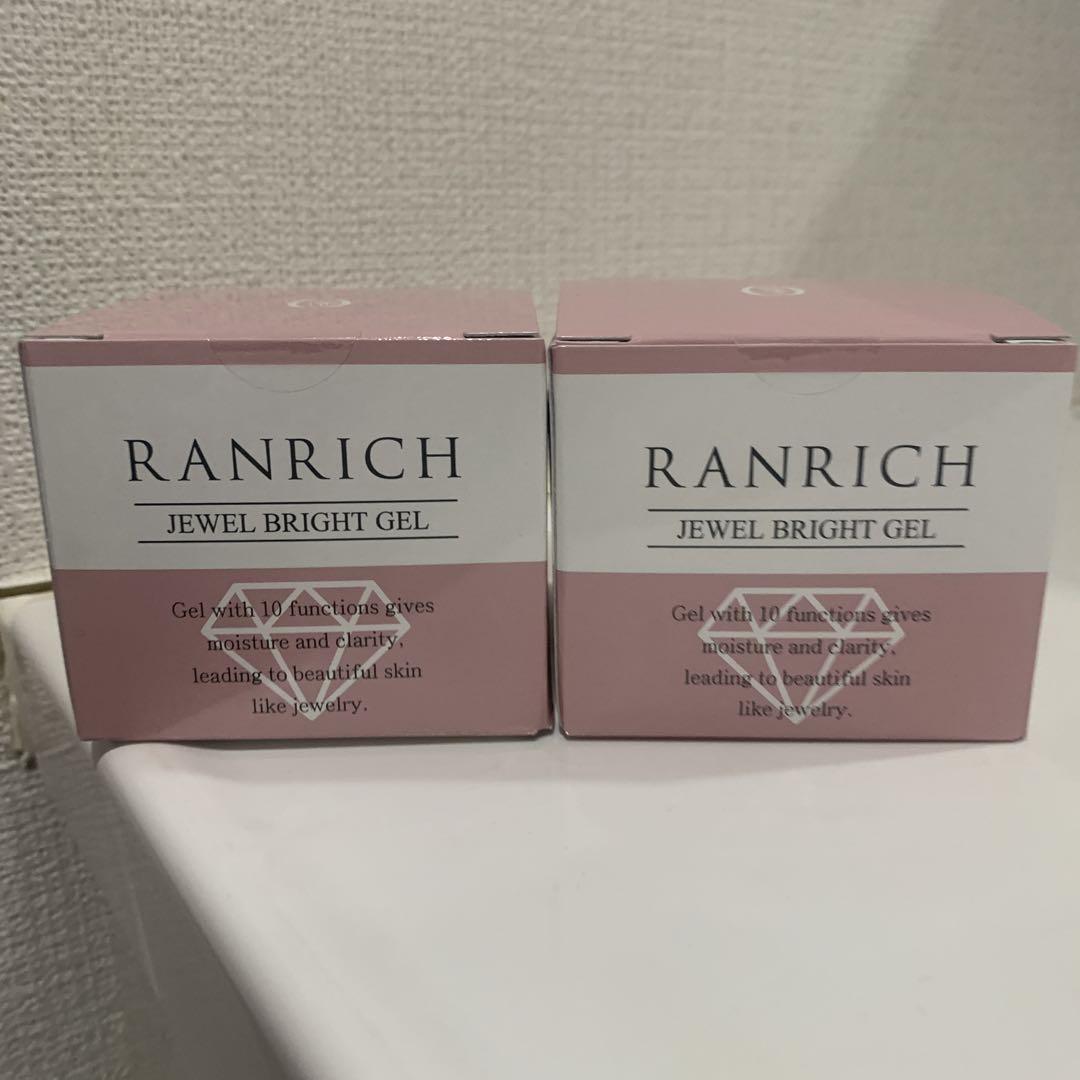 RANRICH
JEWEL BRIGHT GEL
Gel with 10 functions gives
moisture and clarity,
leading to beautiful skin
like jewelry.
RANRICH
JEWEL BRIGHT GEL
Gel with 10 functions gives
moisture and clarity,
leading to beautiful skin
like jewelry.